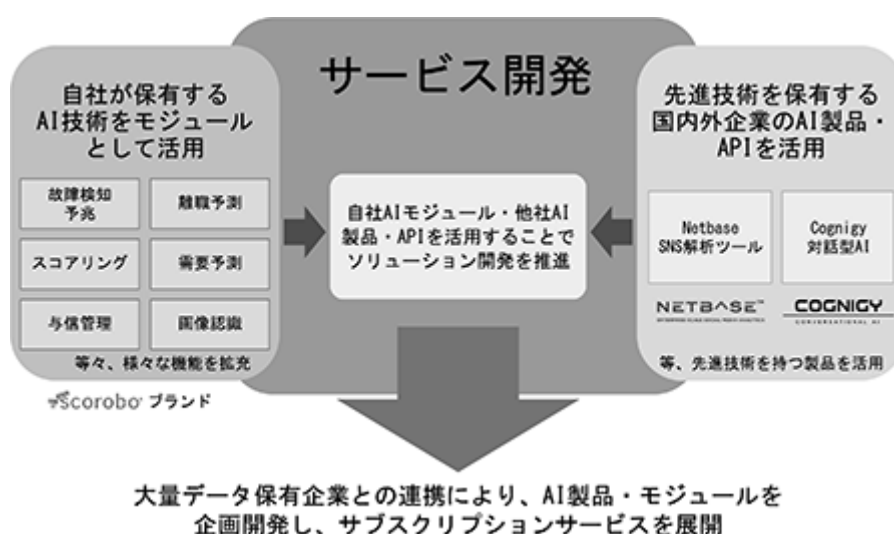 サービス開発
自社が保有する
AI技術をモジュール
として活用
故障検知
予兆
離職予測
スコアリング
需要予測
与信管理
画像認識
等々、様々な機能を拡充
Scorobo ブランド
自社AIモジュール・他社AI
製品・APIを活用することで
ソリューション開発を推進
先進技術を保有する
国内外企業のAI製品・
APIを活用
Netbase
SNS解析ツール
Cognigy
対話型AI
NETBASE™
COGNIGY
CONVERSATIONAL AI
等、先進技術を持つ製品を活用
大量データ保有企業との連携により、AI製品・モジュールを
企画開発し、サブスクリプションサービスを展開